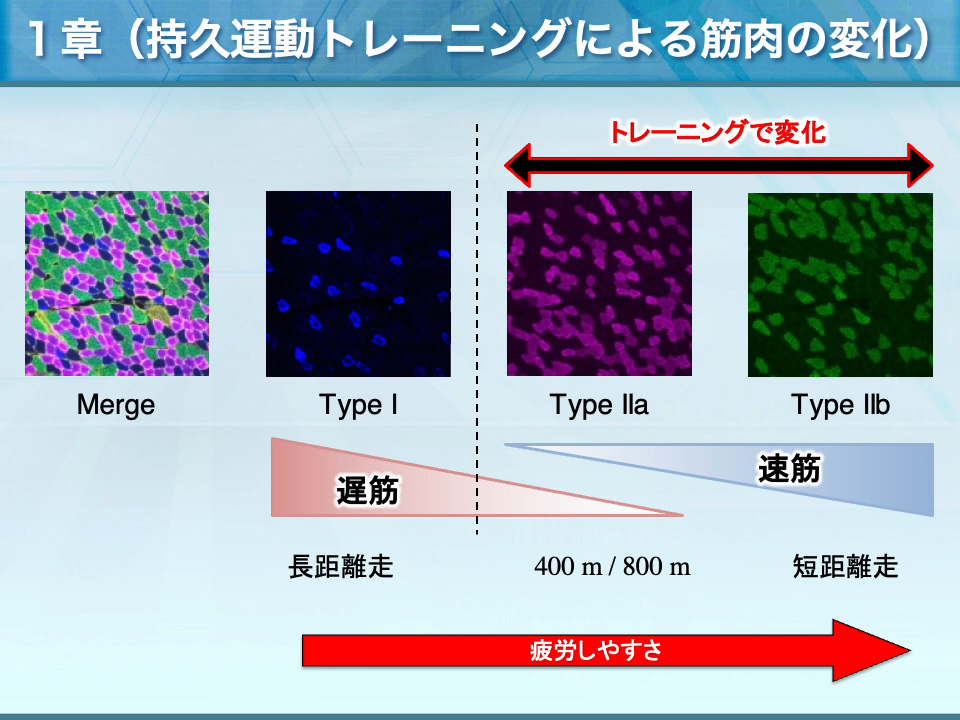 １章（持久運動トレーニングによる筋肉の変化）
トレーニングで変化
Merge
Type I
Type IIa
Type IIb
遅筋
速筋
長距離走
400 m / 800 m
短距離走
疲労しやすさ